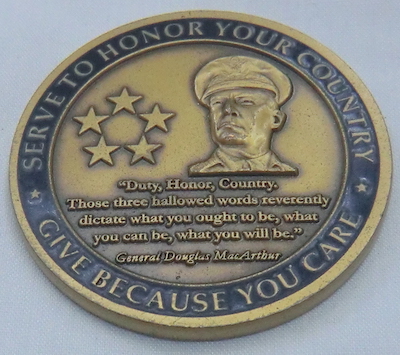 SERVE TO HONOR YOUR COUNTRY
"Duty, Honor, Country.
Those three hallowed words reverently
dictate what you ought to be, what
you can be, what you will be."
General Douglas MacArthur
GIVE BECAUSE YOU CARE